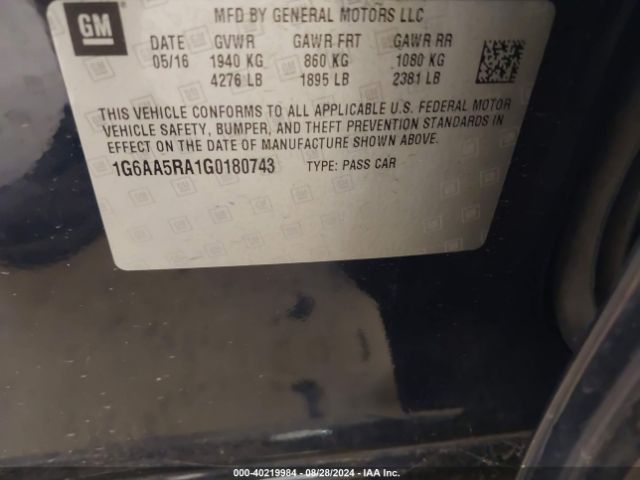 GM
MFD BY GENERAL MOTORS LLC
DATE GVWR GAWR FRT GAWR RR
05/16 1940 KG 860 KG 1080 KG
4276 LB 1895 LB 2381 LB
THIS VEHICLE CONFORMS TO ALL APPLICABLE U.S. FEDERAL MOTOR
VEHICLE SAFETY, BUMPER, AND THEFT PREVENTION STANDARDS IN
EFFECT ON THE DATE OF MANUFACTURE SHOWN ABOVE.
1G6AA5RA1G0180743 TYPE: PASS CAR
000-40219984 - 08/28/2024 - IAA Inc.